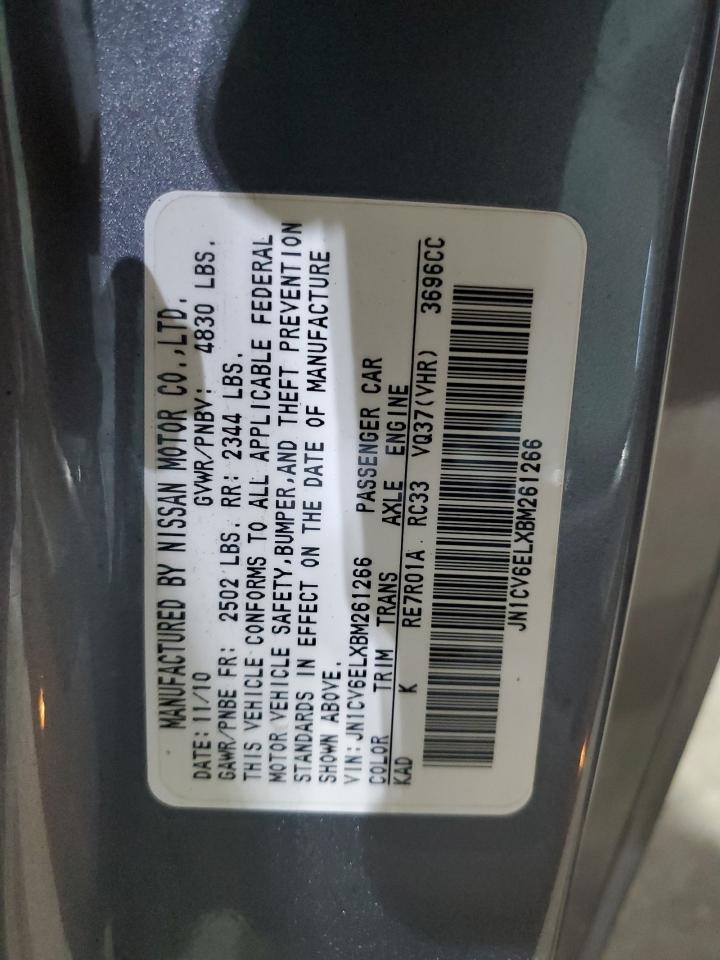 MANUFACTURED BY NISSAN MOTOR CO.,LTD.
DATE: 11/10 GVWR/PNBV: 4830 LBS.
GAWR/PNBE FR: 2502 LBS. RR: 2344 LBS.
THIS VEHICLE CONFORMS TO ALL APPLICABLE FEDERAL
MOTOR VEHICLE SAFETY,BUMPER,AND THEFT PREVENTION
STANDARDS IN EFFECT ON THE DATE OF MANUFACTURE
SHOWN ABOVE.
VIN: JN1CV6ELXBM261266 PASSENGER CAR
COLOR TRIM TRANS AXLE ENGINE
KAD K RE7R01A RC33 VQ37(VHR) 3696CC
JN1CV6ELXBM261266